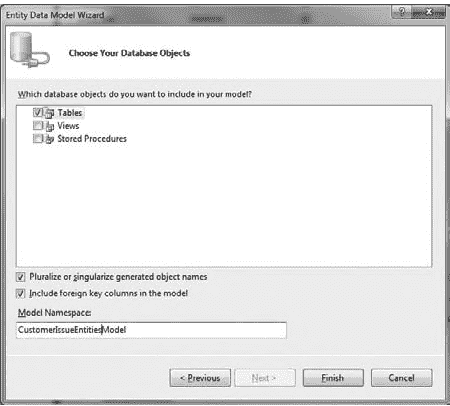 Entity Data Model Wizard
Choose Your Database Objects
Which database objects do you want to include in your model?
Tables
Views
Stored Procedures
Pluralize or singularize generated object names
Include foreign key columns in the model
Model Namespace:
CustomerIssueEntitiesModel
< Previous Next > Finish Cancel